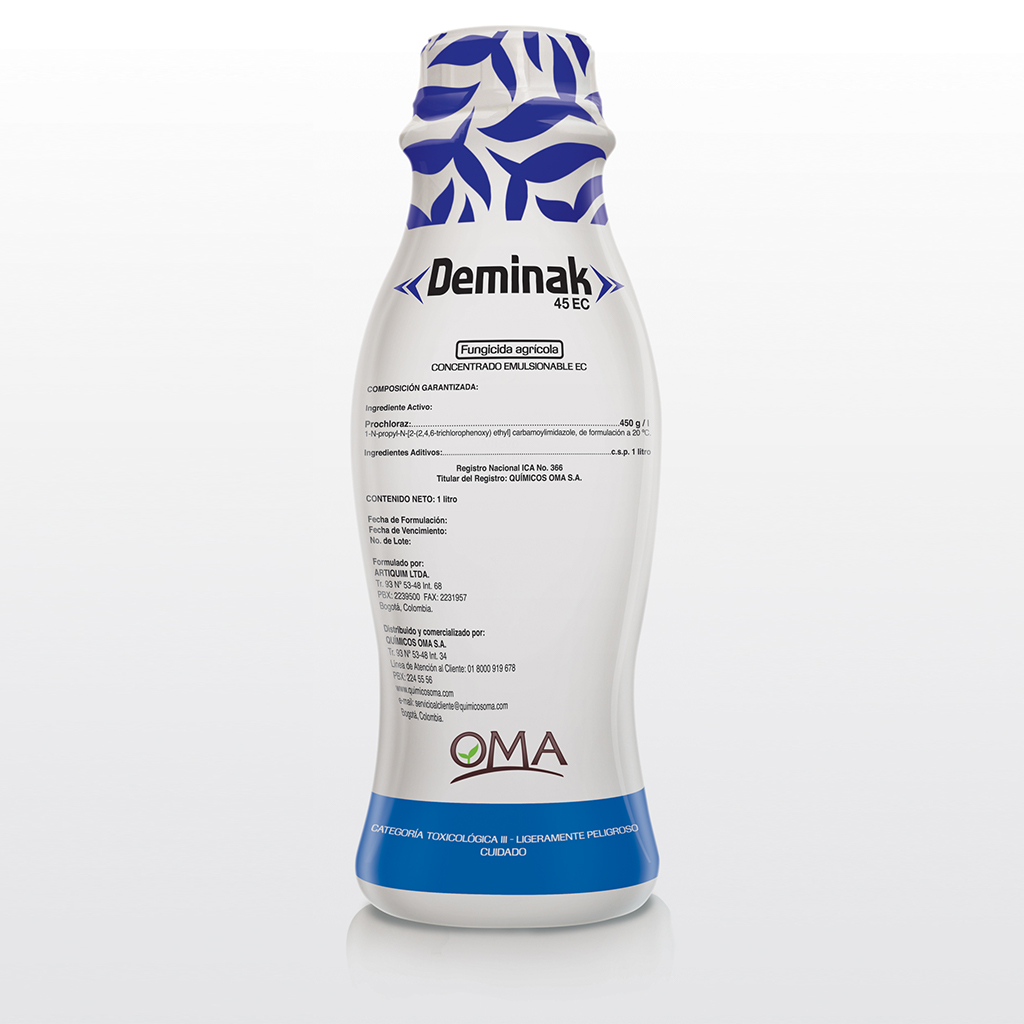 Deminak
45 EC
Fungicida agrícola
CONCENTRADO EMULSIONABLE EC
COMPOSICIÓN GARANTIZADA:
Ingrediente Activo:
Prochloraz:...............................................................450 g / l
1-N-propyl-N-[2-(2,4,6-trichlorophenoxy) ethyl] carbamoylimidazole, de formulación a 20 ºC.
Ingredientes Aditivos:...............................................................c.s.p. 1 litro
Registro Nacional ICA No. 366
Titular del Registro: QUÍMICOS OMA S.A.
CONTENIDO NETO: 1 litro
Fecha de Formulación:
Fecha de Vencimiento:
No. de Lote:
Formulado por:
ARTIQUIM LTDA.
Tr. 93 Nº 53-48 Int. 68
PBX: 2239500 FAX: 2231957
Bogotá, Colombia.
Distribuido y comercializado por:
QUÍMICOS OMA S.A.
Tr. 93 Nº 53-48 Int. 34
Línea de Atención al Cliente: 01 8000 919 678
PBX: 224 55 56
www.quimicosoma.com
e-mail: servicioalcliente@quimicosoma.com
Bogotá, Colombia.
OMA
CATEGORÍA TOXICOLÓGICA III - LIGERAMENTE PELIGROSO
CUIDADO